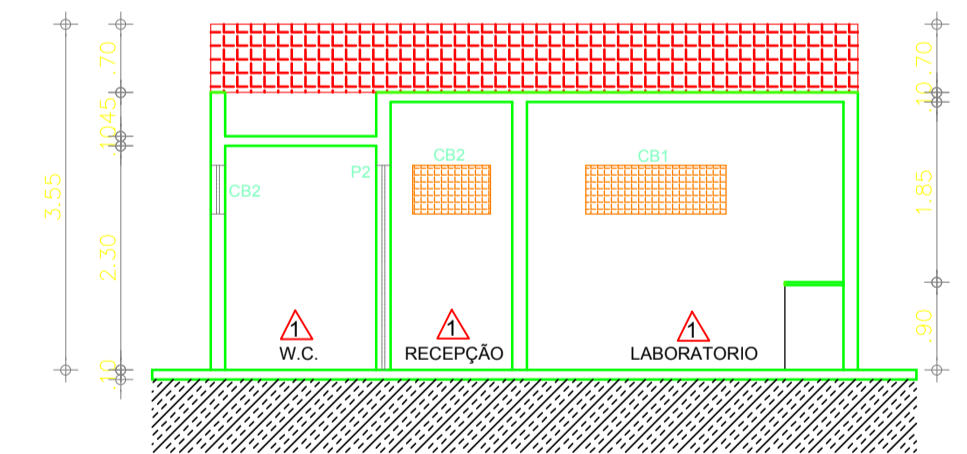 .70
.10
.70
.45
.10
CB2
CB1
P2
CB2
3.55
1.85
2.30
1
1
1
.90
W.C.
RECEPÇÃO
LABORATORIO
.10